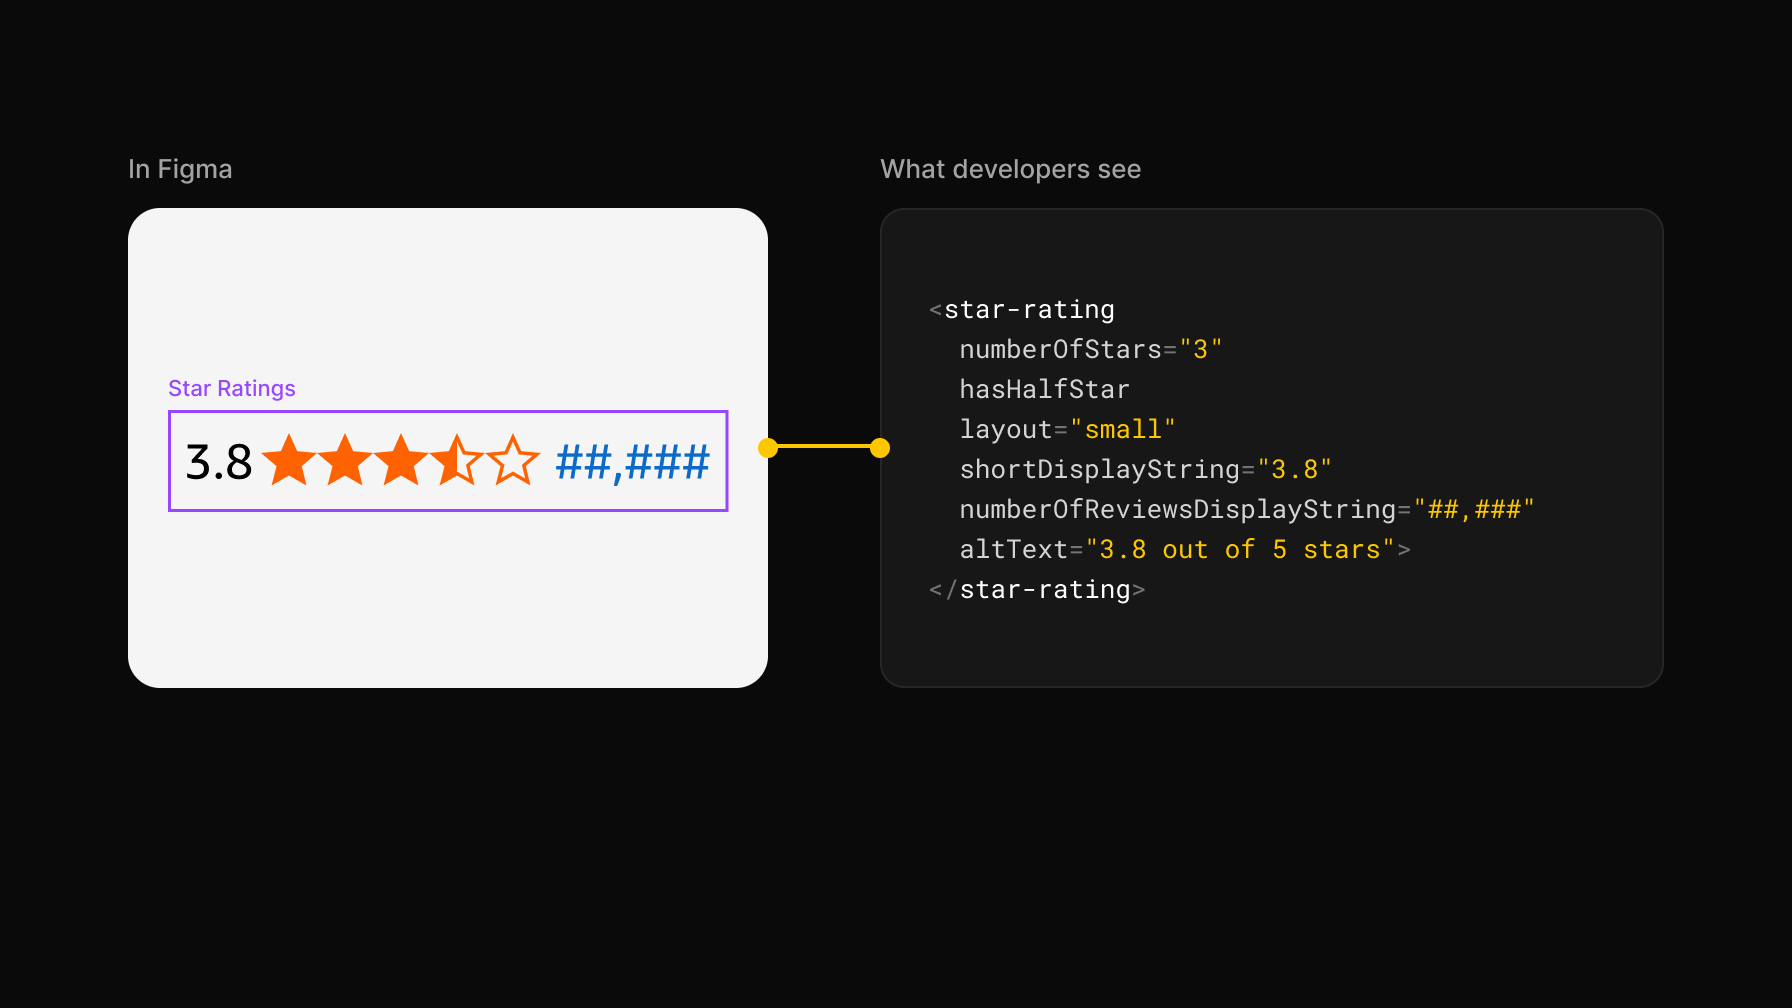 In Figma
Star Ratings
3.8 ##,###
What developers see
<star-rating
numberOfStars="3"
hasHalfStar
layout="small"
shortDisplayString="3.8"
numberOfReviewsDisplayString="##,###"
altText="3.8 out of 5 stars">
</star-rating>